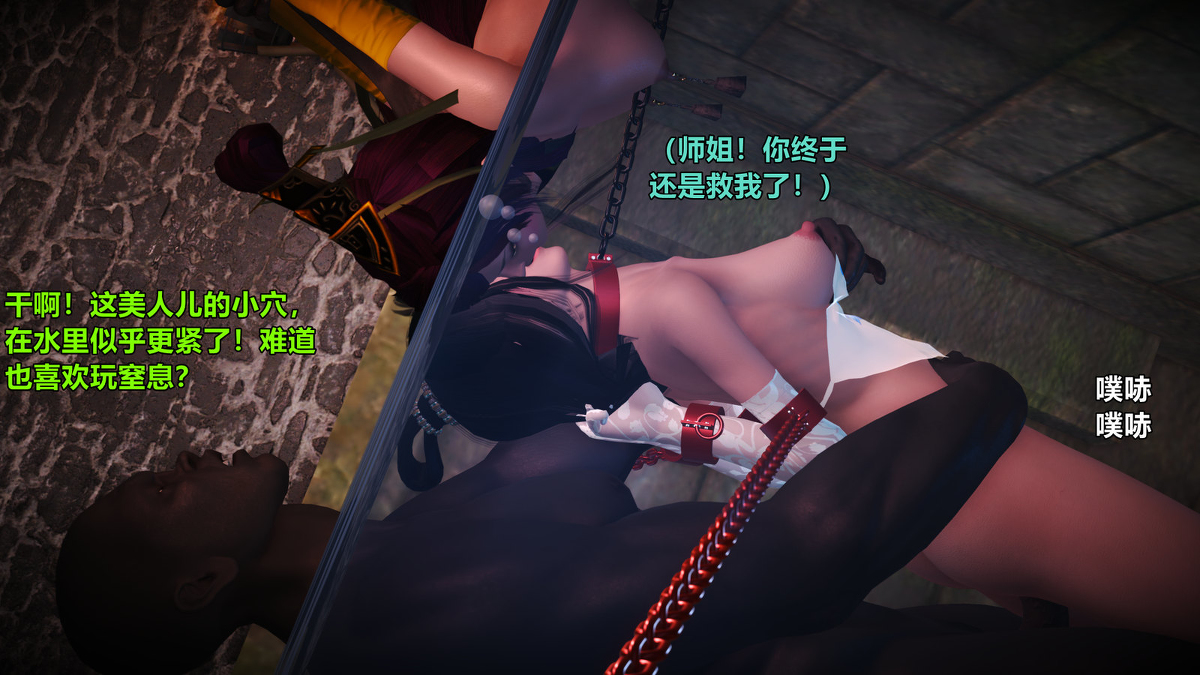 (师姐！你终于
还是救我了！)
干啊！这美人儿的小穴，
在水里似乎更紧了！难道
也喜欢玩窒息？
噗哧
噗哧